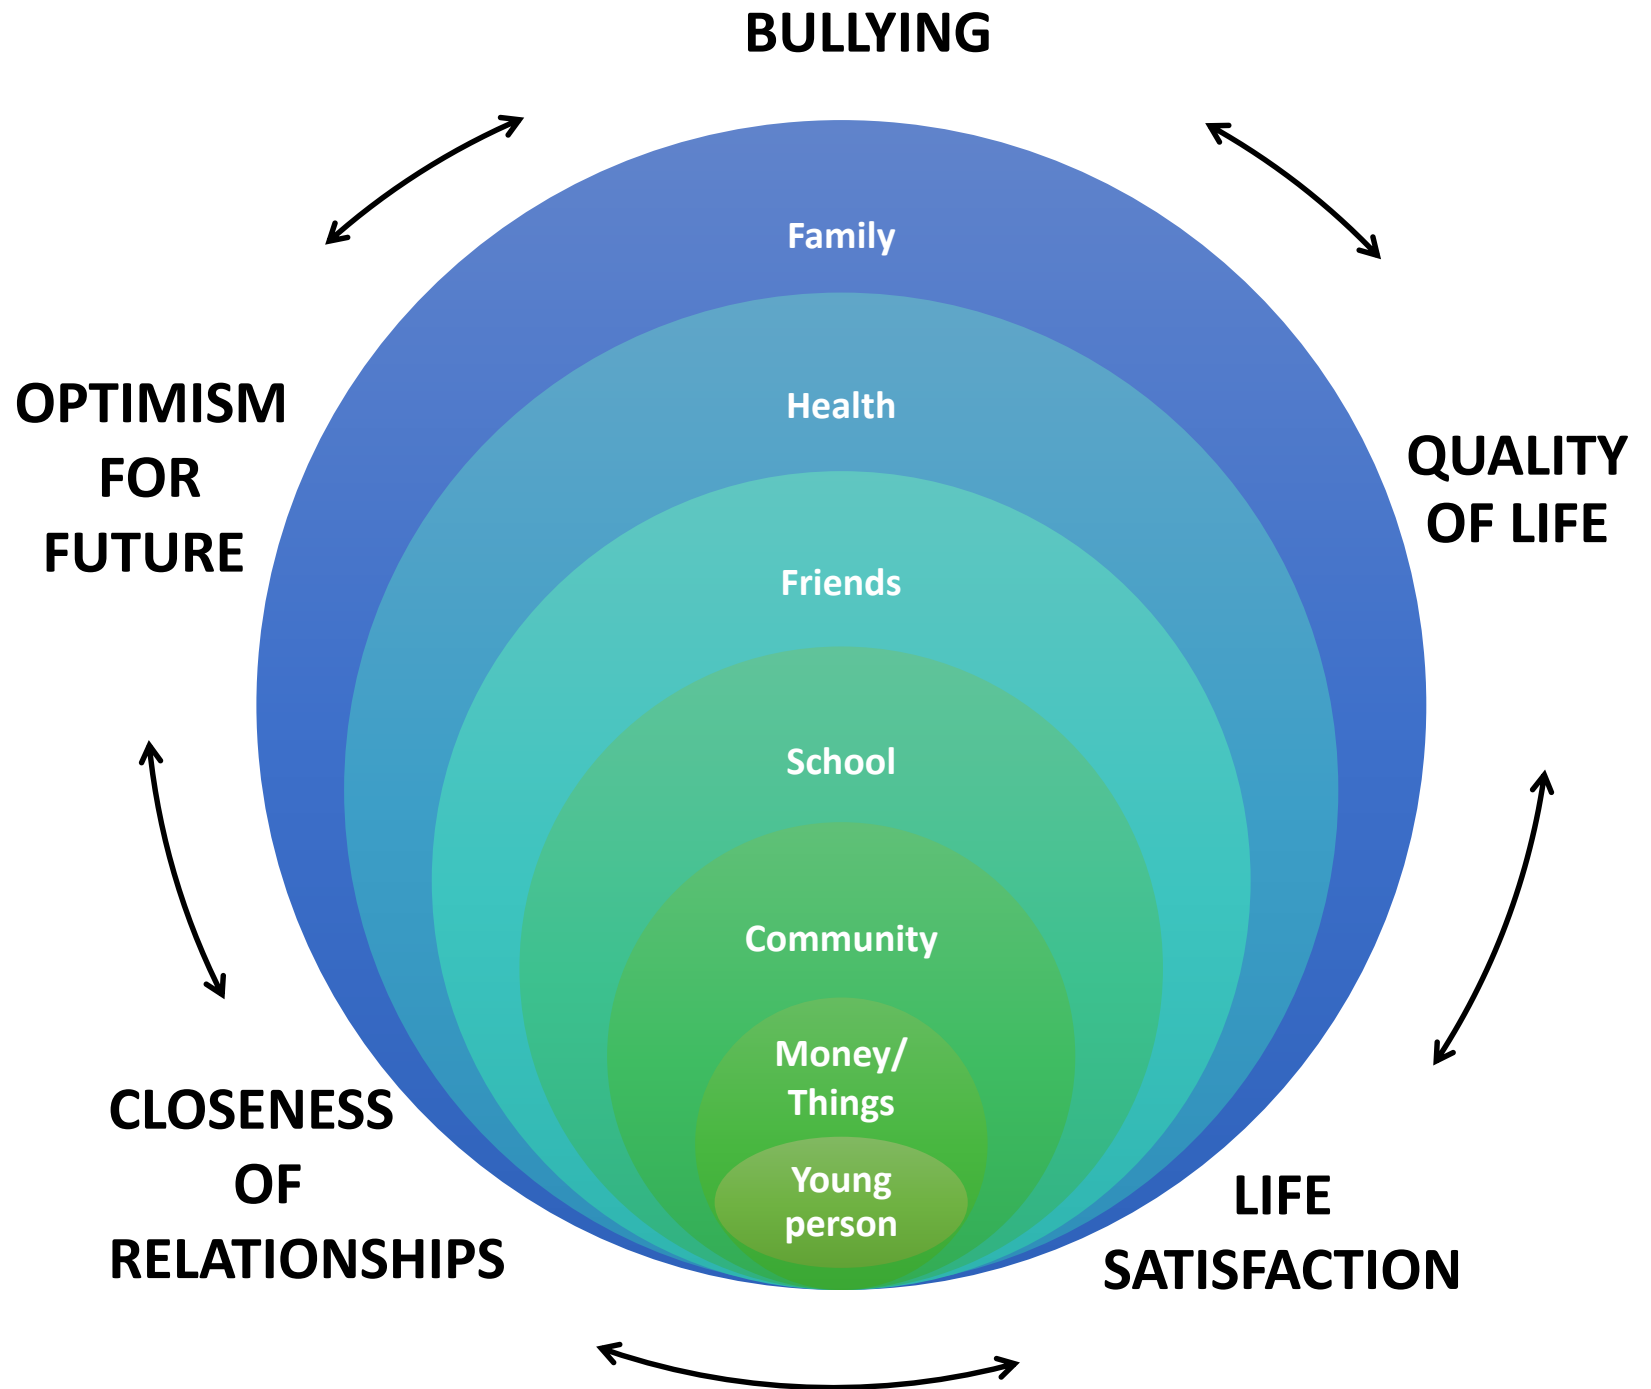 BULLYING
Family
Health
OPTIMISM
FOR
FUTURE
QUALITY
OF LIFE
Friends
School
Community
Money/
Things
Young
person
CLOSENESS
OF
RELATIONSHIPS
LIFE
SATISFACTION